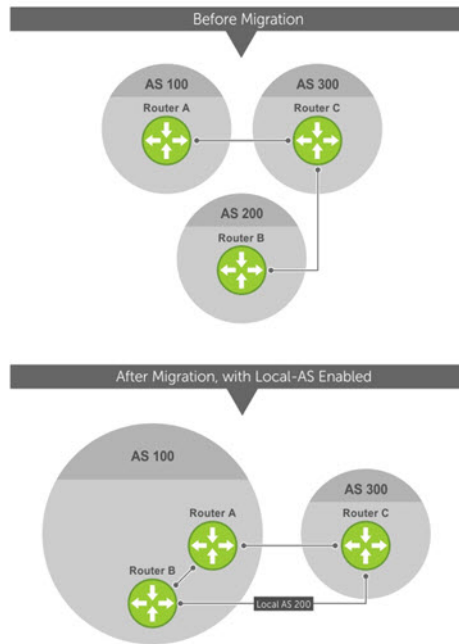 Before Migration
AS 100
AS 300
Router A
Router C
AS 200
Router B
After Migration, with Local-AS Enabled
AS 100
AS 300
Router A
Router C
Router B
Local AS 200